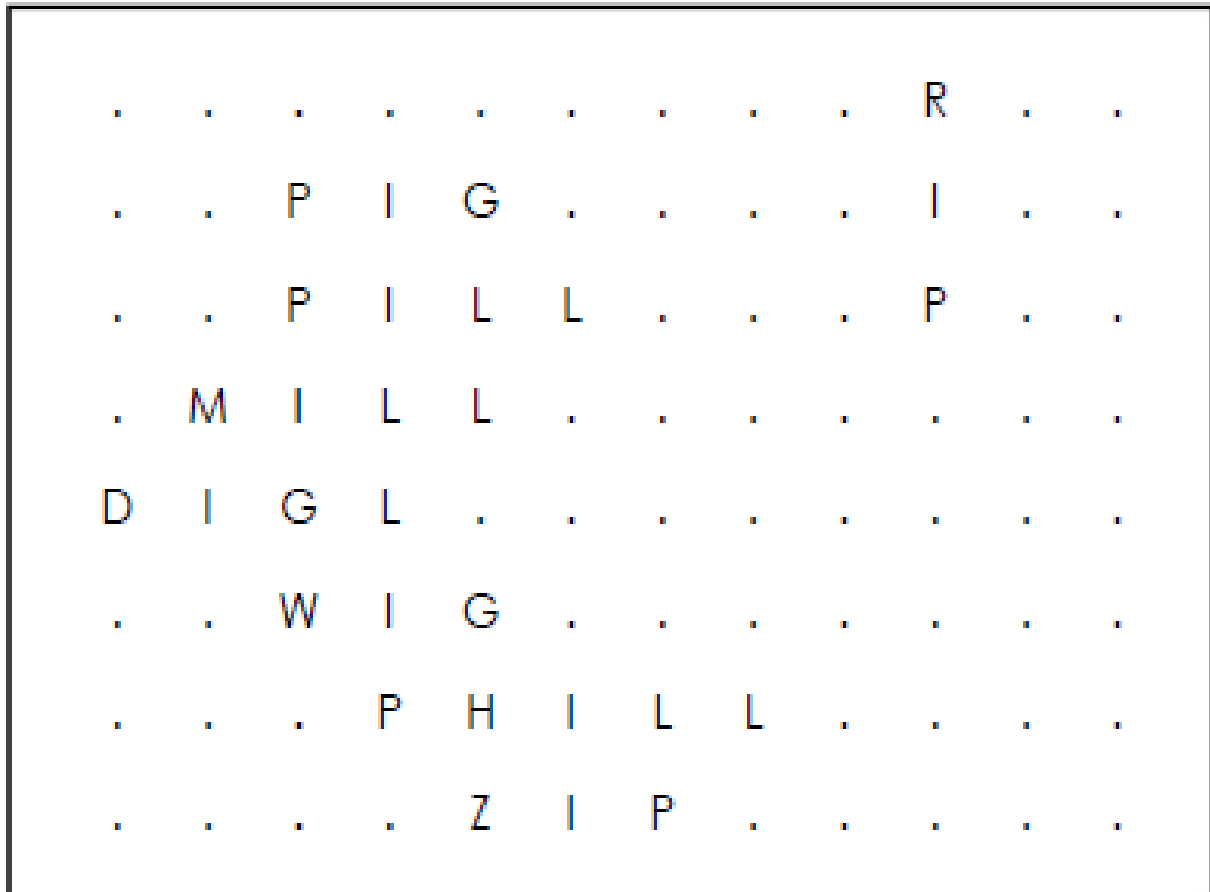 . . . . . . . . . R . .
. . P I G . . . . I . .
. . P I L L . . . P . .
. M I L L . . . . . . .
D I G L . . . . . . . .
. . W I G . . . . . . .
. . . P H I L L . . . .
. . . . Z I P . . . . .